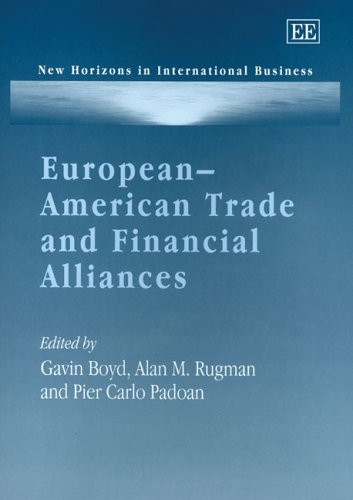 EE
New Horizons in International Business
European–
American Trade
and Financial
Alliances
Edited by
Gavin Boyd, Alan M. Rugman
and Pier Carlo Padoan